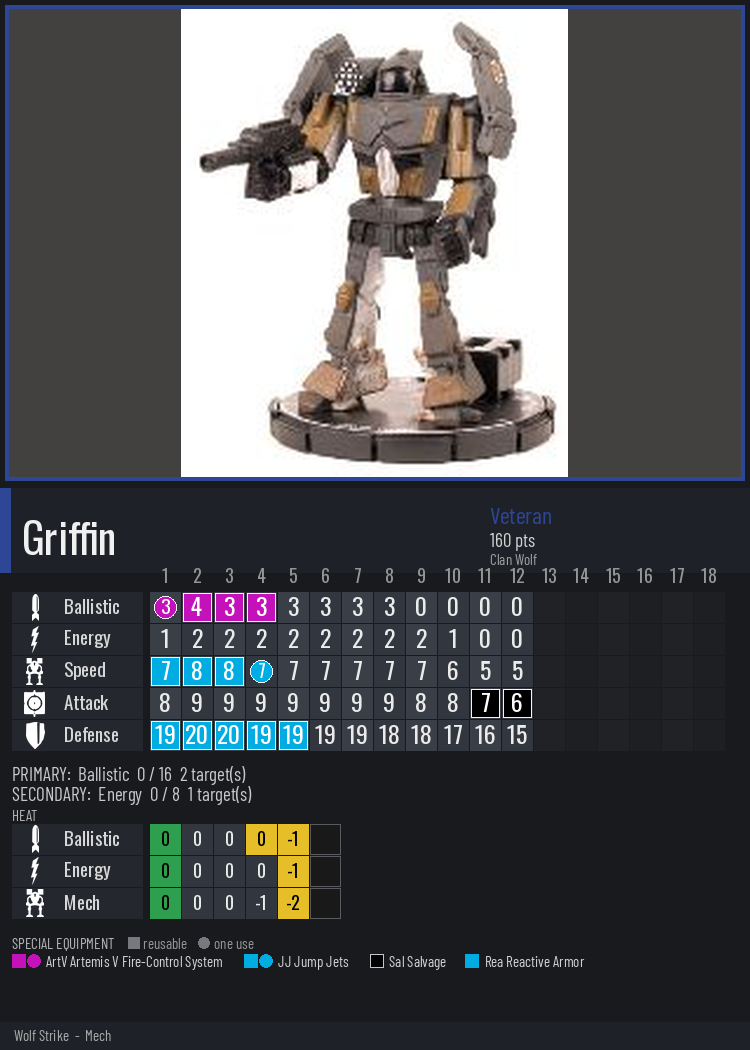 Griffin
Veteran
160 pts
Clan Wolf
1 2 3 4 5 6 7 8 9 10 11 12 13 14 15 16 17 18
Ballistic 3 4 3 3 3 3 3 3 0 0 0 0
Energy 1 2 2 2 2 2 2 2 2 1 0 0
Speed 7 8 8 7 7 7 7 7 7 6 5 5
Attack 8 9 9 9 9 9 9 9 8 8 7 6
Defense 19 20 20 19 19 19 19 18 18 17 16 15
PRIMARY: Ballistic 0 / 16 2 target(s)
SECONDARY: Energy 0 / 8 1 target(s)
HEAT
Ballistic 0 0 0 0 -1
Energy 0 0 0 0 -1
Mech 0 0 0 -1 -2
SPECIAL EQUIPMENT reusable one use
ArtV Artemis V Fire-Control System JJ Jump Jets Sal Salvage Rea Reactive Armor
Wolf Strike - Mech